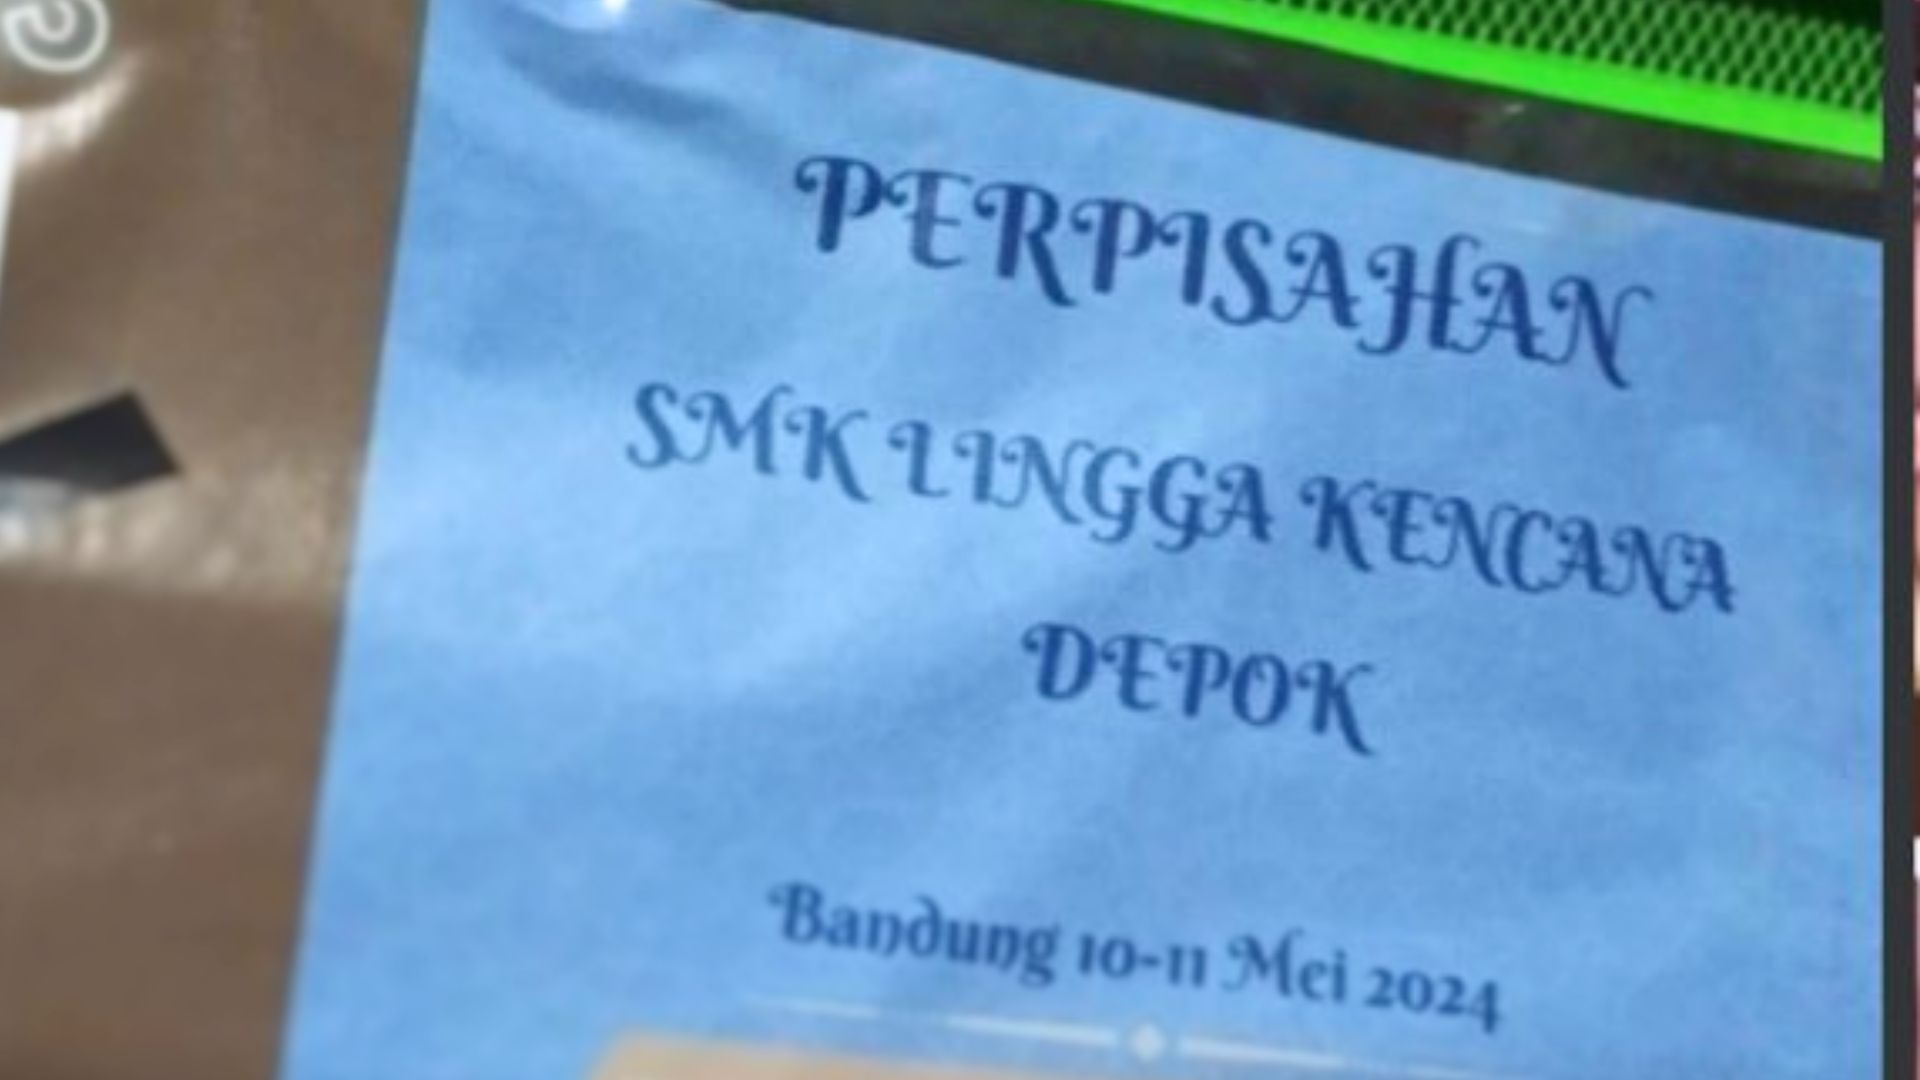 PERPISAHAN
SMK LINGGA KENCANA
DEPOK
Bandung 10-11 Mei 2024